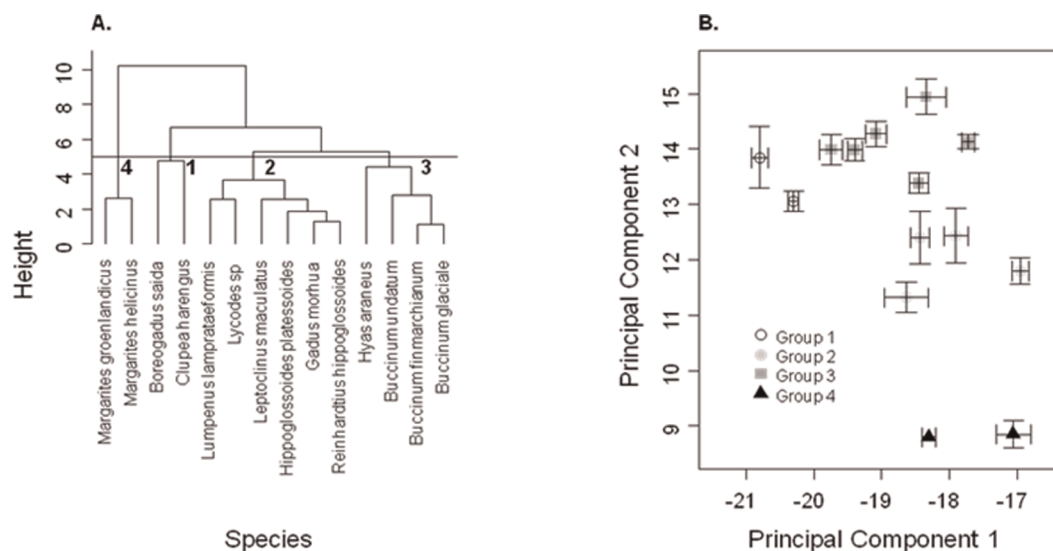 A.
Height
10
8
6
4
2
0
4
1
2
3
Margarites groenlandicus
Margarites helicinus
Boreogadus saida
Clupea harengus
Lumpenus lamprataeformis
Lycodes sp
Leptoclinus maculatus
Hippoglossoides platessoides
Gadus morhua
Reinhardtius hippoglossoides
Hyas araneus
Buccinum undatum
Buccinum finmarchianum
Buccinum glaciale
Species
B.
Principal Component 2
15
14
13
12
11
10
9
Group 1
Group 2
Group 3
Group 4
-21 -20 -19 -18 -17
Principal Component 1